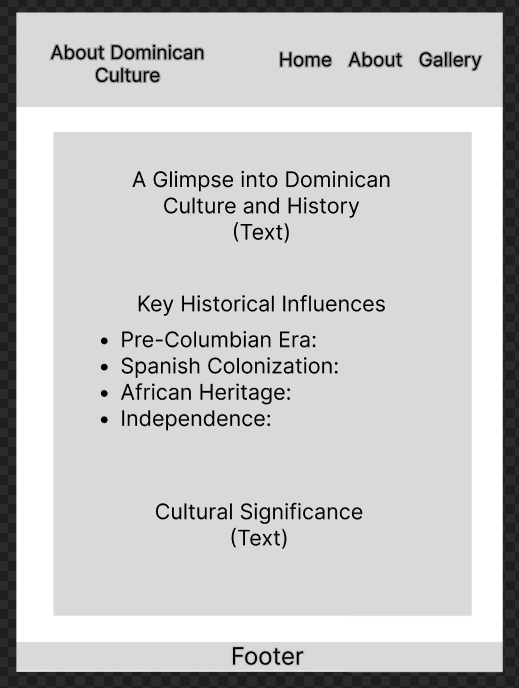 About Dominican
Culture
Home About Gallery
A Glimpse into Dominican
Culture and History
(Text)
Key Historical Influences
• Pre-Columbian Era:
• Spanish Colonization:
• African Heritage:
• Independence:
Cultural Significance
(Text)
Footer